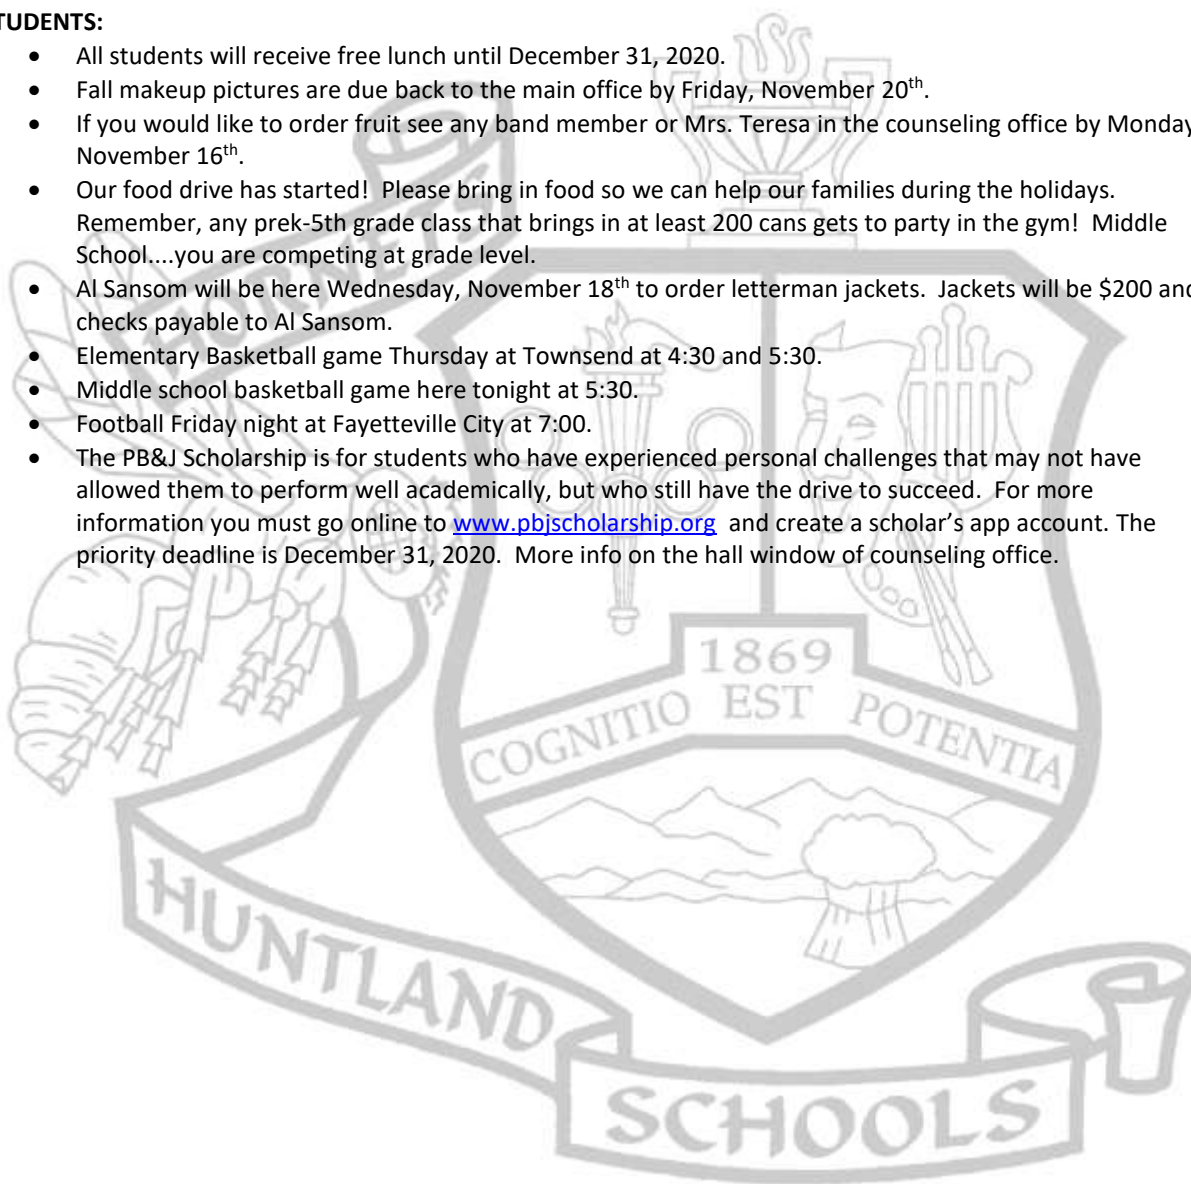 TUDENTS:
• All students will receive free lunch until December 31, 2020.
• Fall makeup pictures are due back to the main office by Friday, November 20th.
• If you would like to order fruit see any band member or Mrs. Teresa in the counseling office by Monday
November 16th.
• Our food drive has started!  Please bring in food so we can help our families during the holidays.
Remember, any prek-5th grade class that brings in at least 200 cans gets to party in the gym!  Middle
School....you are competing at grade level.
• Al Sansom will be here Wednesday, November 18th to order letterman jackets.  Jackets will be $200 and
checks payable to Al Sansom.
• Elementary Basketball game Thursday at Townsend at 4:30 and 5:30.
• Middle school basketball game here tonight at 5:30.
• Football Friday night at Fayetteville City at 7:00.
• The PB&J Scholarship is for students who have experienced personal challenges that may not have
allowed them to perform well academically, but who still have the drive to succeed.  For more
information you must go online to www.pbjscholarship.org  and create a scholar's app account. The
priority deadline is December 31, 2020.  More info on the hall window of counseling office.
HORNETS
HS
1869
COGNITIO EST POTENTIA
HUNTLAND
SCHOOLS